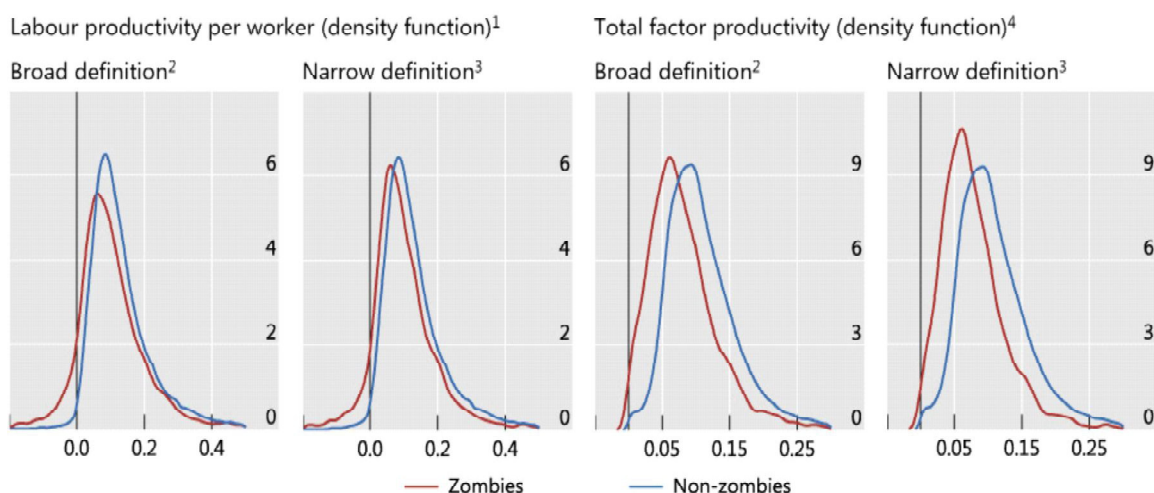 Labour productivity per worker (density function)¹
Total factor productivity (density function)⁴
Broad definition²
Narrow definition³
Broad definition²
Narrow definition³
6
6
9
9
4
4
6
6
2
2
3
3
0
0
0
0
0.0 0.2 0.4
0.0 0.2 0.4
0.05 0.15 0.25
0.05 0.15 0.25
Zombies
Non-zombies